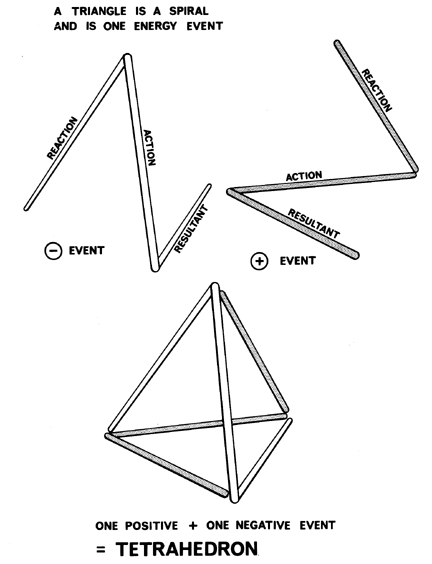 A TRIANGLE IS A SPIRAL
AND IS ONE ENERGY EVENT
REACTION
ACTION
RESULTANT
− EVENT
REACTION
ACTION
RESULTANT
+ EVENT
ONE POSITIVE + ONE NEGATIVE EVENT
= TETRAHEDRON